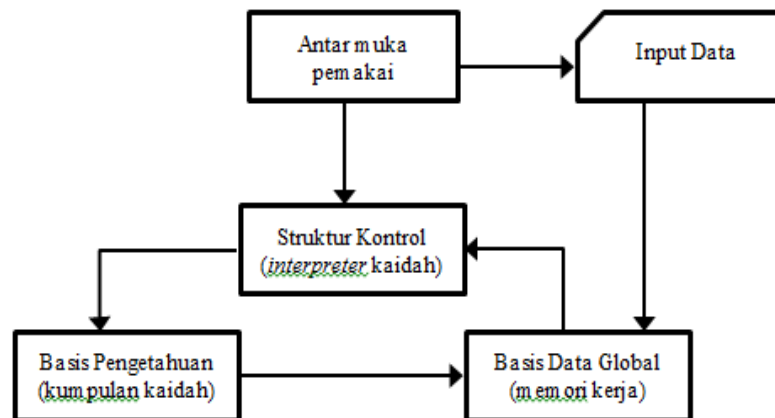 Antar muka
pemakai
Input Data
Struktur Kontrol
(interpreter kaidah)
Basis Pengetahuan
(kumpulan kaidah)
Basis Data Global
(memori kerja)